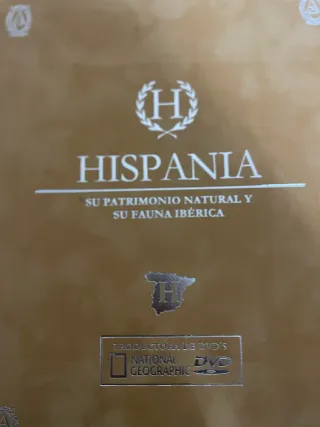 H
HISPANIA
SU PATRIMONIO NATURAL Y
SU FAUNA IBÉRICA
H
PRODUCTORA DE DVD'S
NATIONAL
GEOGRAPHIC
DVD